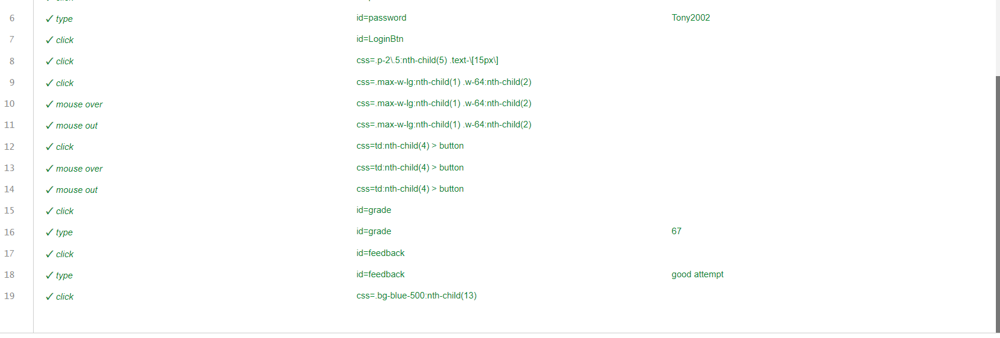 6 ✓ type id=password Tony2002
7 ✓ click id=LoginBtn
8 ✓ click css=.p-2\.5:nth-child(5) .text-\[15px\]
9 ✓ click css=.max-w-lg:nth-child(1) .w-64:nth-child(2)
10 ✓ mouse over css=.max-w-lg:nth-child(1) .w-64:nth-child(2)
11 ✓ mouse out css=.max-w-lg:nth-child(1) .w-64:nth-child(2)
12 ✓ click css=td:nth-child(4) > button
13 ✓ mouse over css=td:nth-child(4) > button
14 ✓ mouse out css=td:nth-child(4) > button
15 ✓ click id=grade
16 ✓ type id=grade 67
17 ✓ click id=feedback
18 ✓ type id=feedback good attempt
19 ✓ click css=.bg-blue-500:nth-child(13)